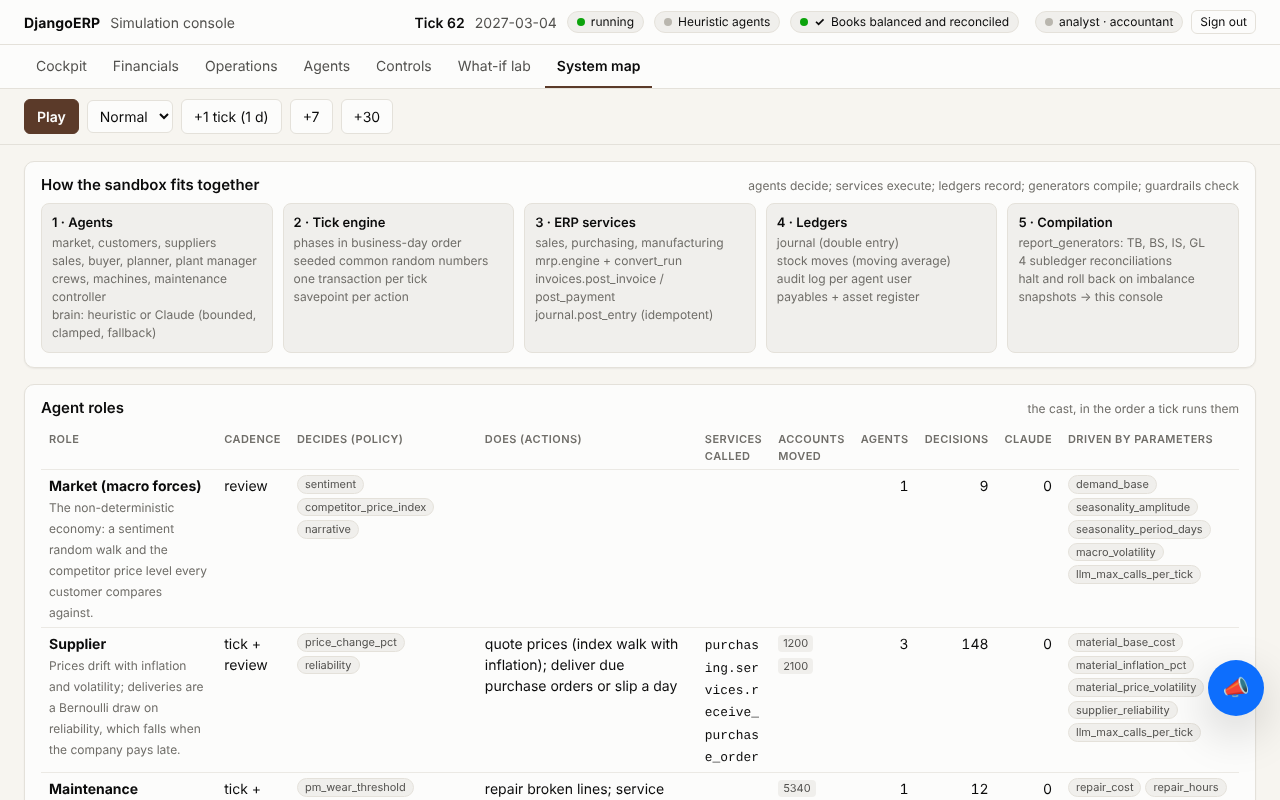 DjangoERP Simulation console Tick 62 2027-03-04 running Heuristic agents ✔ Books balanced and reconciled analyst · accountant Sign out
Cockpit Financials Operations Agents Controls What-if lab System map
Play Normal +1 tick (1 d) +7 +30
How the sandbox fits together
agents decide; services execute; ledgers record; generators compile; guardrails check
1 · Agents
market, customers, suppliers
sales, buyer, planner, plant manager
crews, machines, maintenance
controller
brain: heuristic or Claude (bounded,
clamped, fallback)
2 · Tick engine
phases in business-day order
seeded common random numbers
one transaction per tick
savepoint per action
3 · ERP services
sales, purchasing, manufacturing
mrp.engine + convert_run
invoices.post_invoice /
post_payment
journal.post_entry (idempotent)
4 · Ledgers
journal (double entry)
stock moves (moving average)
audit log per agent user
payables + asset register
5 · Compilation
report_generators: TB, BS, IS, GL
4 subledger reconciliations
halt and roll back on imbalance
snapshots → this console
Agent roles
the cast, in the order a tick runs them
ROLE CADENCE DECIDES (POLICY) DOES (ACTIONS) SERVICES CALLED ACCOUNTS MOVED AGENTS DECISIONS CLAUDE DRIVEN BY PARAMETERS
Market (macro forces)
The non-deterministic
economy: a sentiment
random walk and the
competitor price level every
customer compares
against.
review
sentiment
competitor_price_index
narrative
1 9 0
demand_base
seasonality_amplitude
seasonality_period_days
macro_volatility
llm_max_calls_per_tick
Supplier
Prices drift with inflation
and volatility; deliveries are
a Bernoulli draw on
reliability, which falls when
the company pays late.
tick +
review
price_change_pct
reliability
quote prices (index walk with
inflation); deliver due
purchase orders or slip a day
purchas
ing.ser
vices.r
eceive_
purchas
e_order
1200
2100
3 148 0
material_base_cost
material_inflation_pct
material_price_volatility
supplier_reliability
llm_max_calls_per_tick
Maintenance
tick +
pm_wear_threshold
repair broken lines; service
5340
1 12 0
repair_cost repair_hours